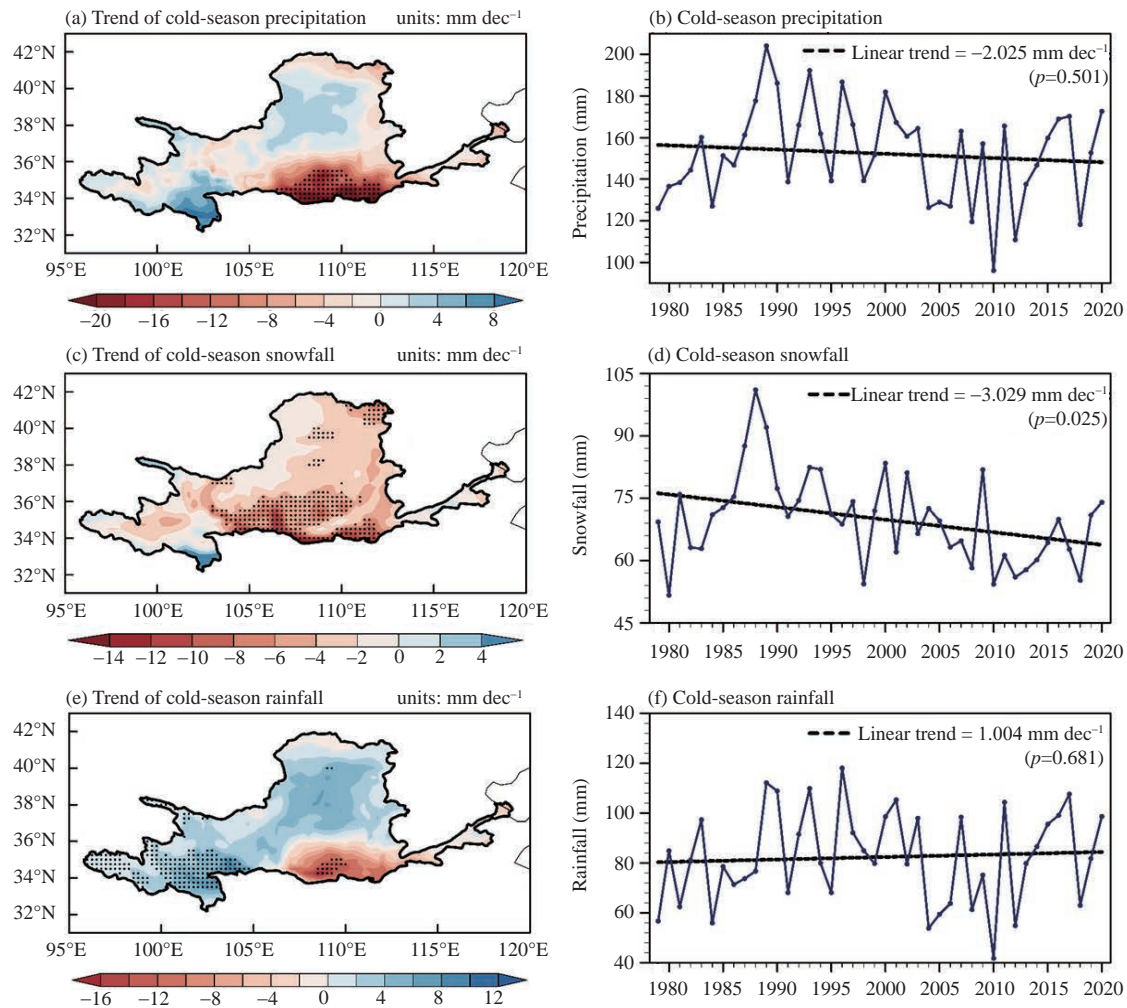 (a) Trend of cold-season precipitation units: mm dec⁻¹
42°N
40°N
38°N
36°N
34°N
32°N
95°E 100°E 105°E 110°E 115°E 120°E
−20 −16 −12 −8 −4 0 4 8
(b) Cold-season precipitation
Linear trend = −2.025 mm dec⁻¹
(p=0.501)
Precipitation (mm)
200
180
160
140
120
100
1980 1985 1990 1995 2000 2005 2010 2015 2020
(c) Trend of cold-season snowfall units: mm dec⁻¹
42°N
40°N
38°N
36°N
34°N
32°N
95°E 100°E 105°E 110°E 115°E 120°E
−14 −12 −10 −8 −6 −4 −2 0 2 4
(d) Cold-season snowfall
Linear trend = −3.029 mm dec⁻¹
(p=0.025)
Snowfall (mm)
105
90
75
60
45
1980 1985 1990 1995 2000 2005 2010 2015 2020
(e) Trend of cold-season rainfall units: mm dec⁻¹
42°N
40°N
38°N
36°N
34°N
32°N
95°E 100°E 105°E 110°E 115°E 120°E
−16 −12 −8 −4 0 4 8 12
(f) Cold-season rainfall
Linear trend = 1.004 mm dec⁻¹
(p=0.681)
Rainfall (mm)
140
120
100
80
60
40
1980 1985 1990 1995 2000 2005 2010 2015 2020